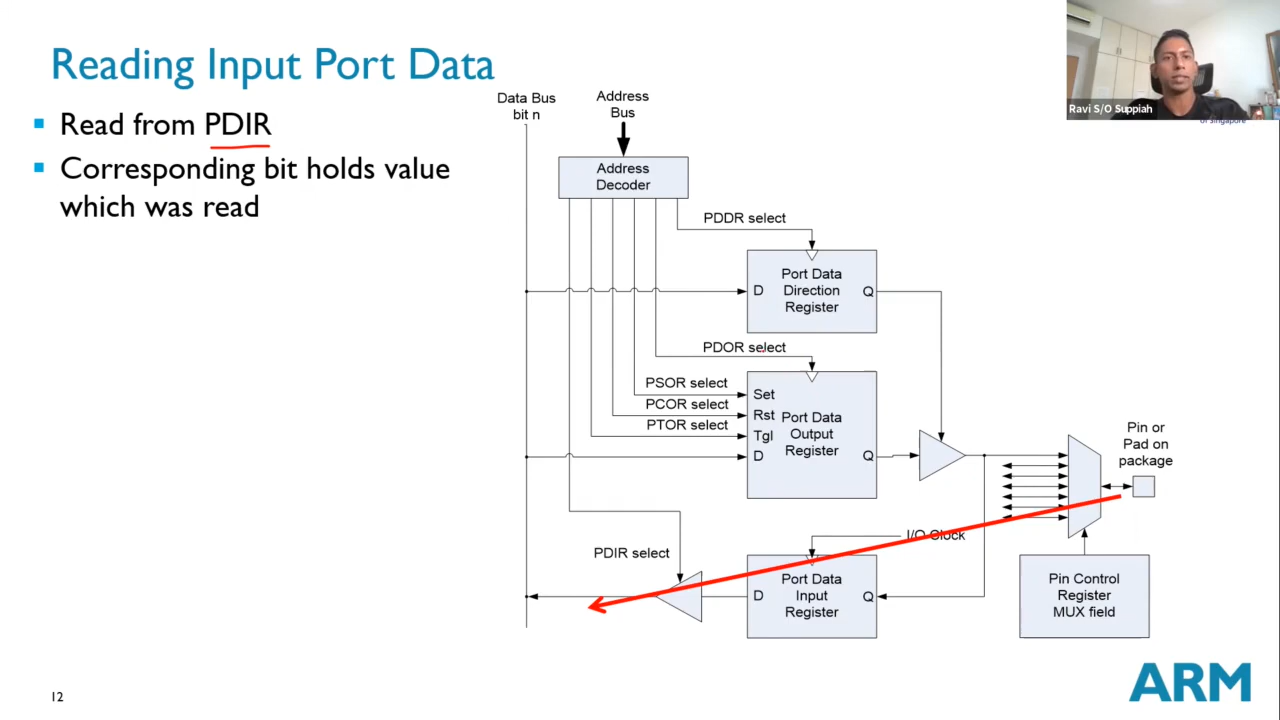 Reading Input Port Data
Read from PDIR
Corresponding bit holds value
which was read
Data Bus
bit n
Address
Bus
Address
Decoder
PDDR select
Port Data
Direction
Register
D
Q
PDOR select
PSOR select
PCOR select
PTOR select
Set
Rst
Tgl
D
Port Data
Output
Register
Q
Pin or
Pad on
package
I/O Clock
PDIR select
D
Port Data
Input
Register
Q
Pin Control
Register
MUX field
Ravi S/O Suppiah
of Singapore
12
ARM